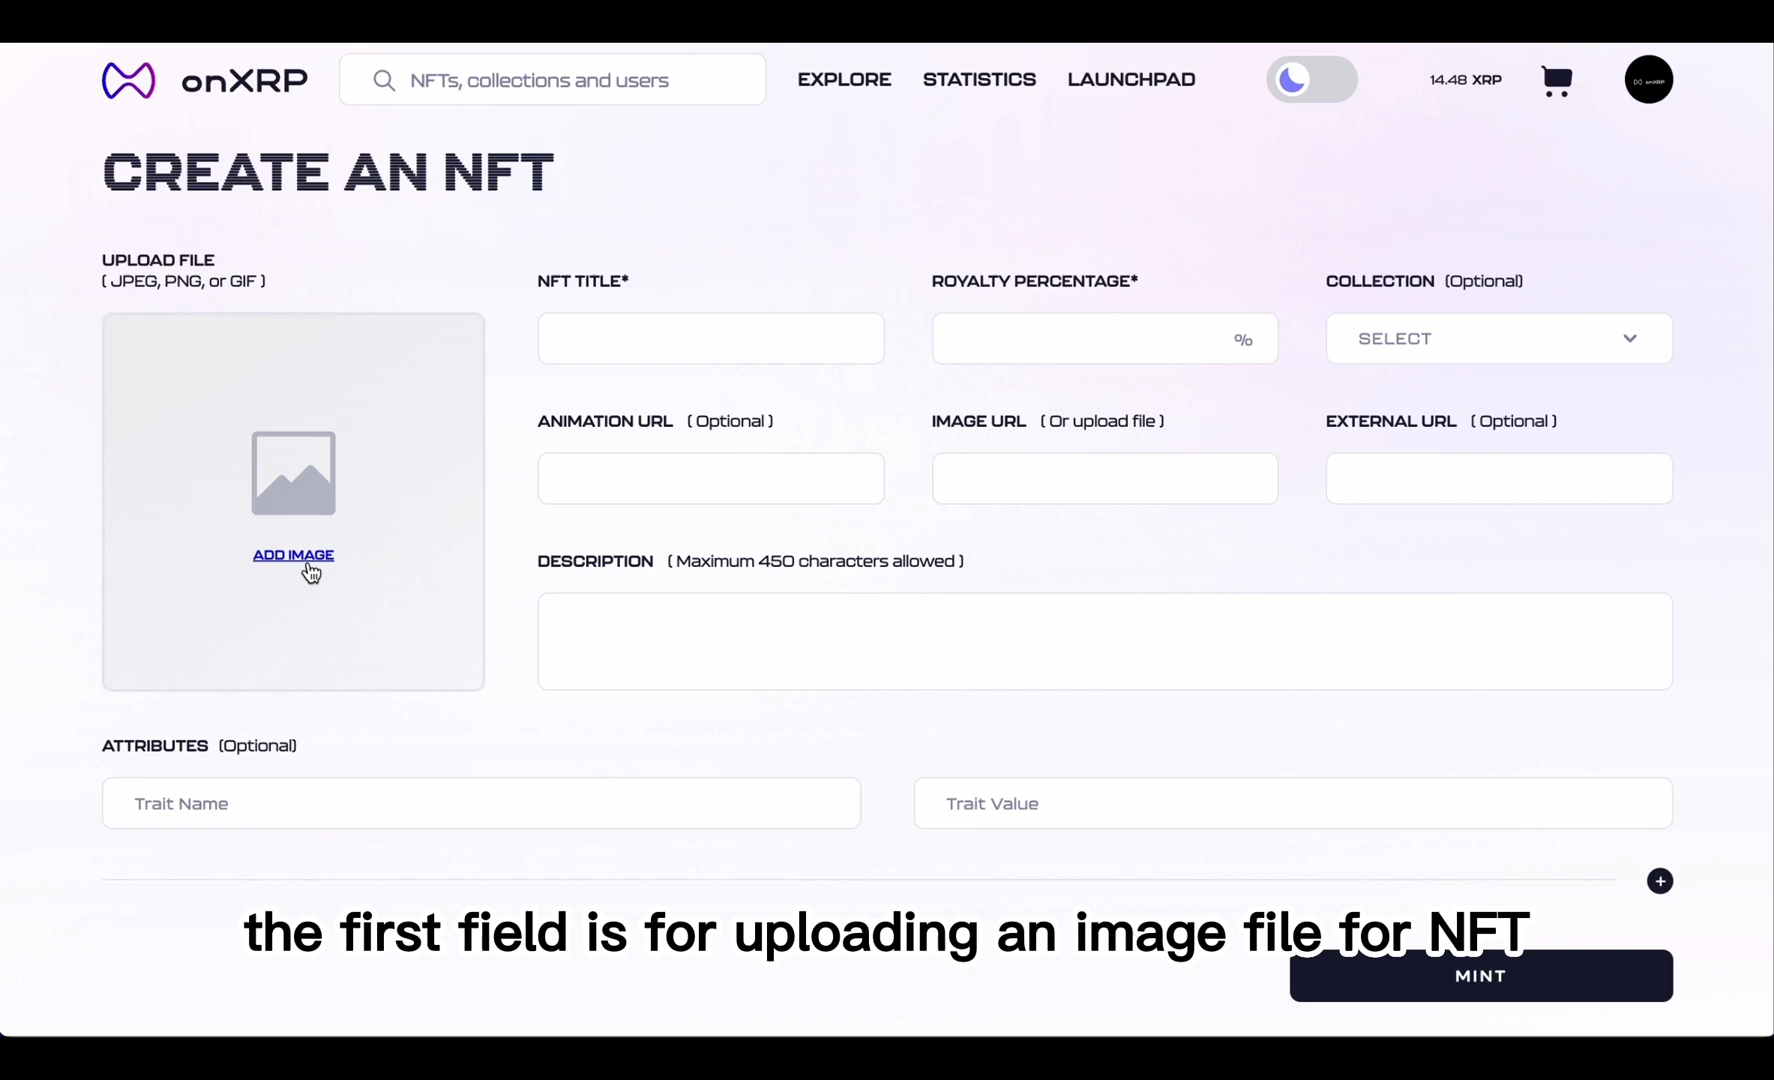 onXRP
NFTs, collections and users
EXPLORE
STATISTICS
LAUNCHPAD
14.48 XRP
onXRP
CREATE AN NFT
UPLOAD FILE
( JPEG, PNG, or GIF )
NFT TITLE*
ROYALTY PERCENTAGE*
%
COLLECTION (Optional)
SELECT
ANIMATION URL ( Optional )
IMAGE URL ( Or upload file )
EXTERNAL URL ( Optional )
ADD IMAGE
DESCRIPTION ( Maximum 450 characters allowed )
ATTRIBUTES (Optional)
Trait Name
Trait Value
+
the first field is for uploading an image file for NFT
MINT